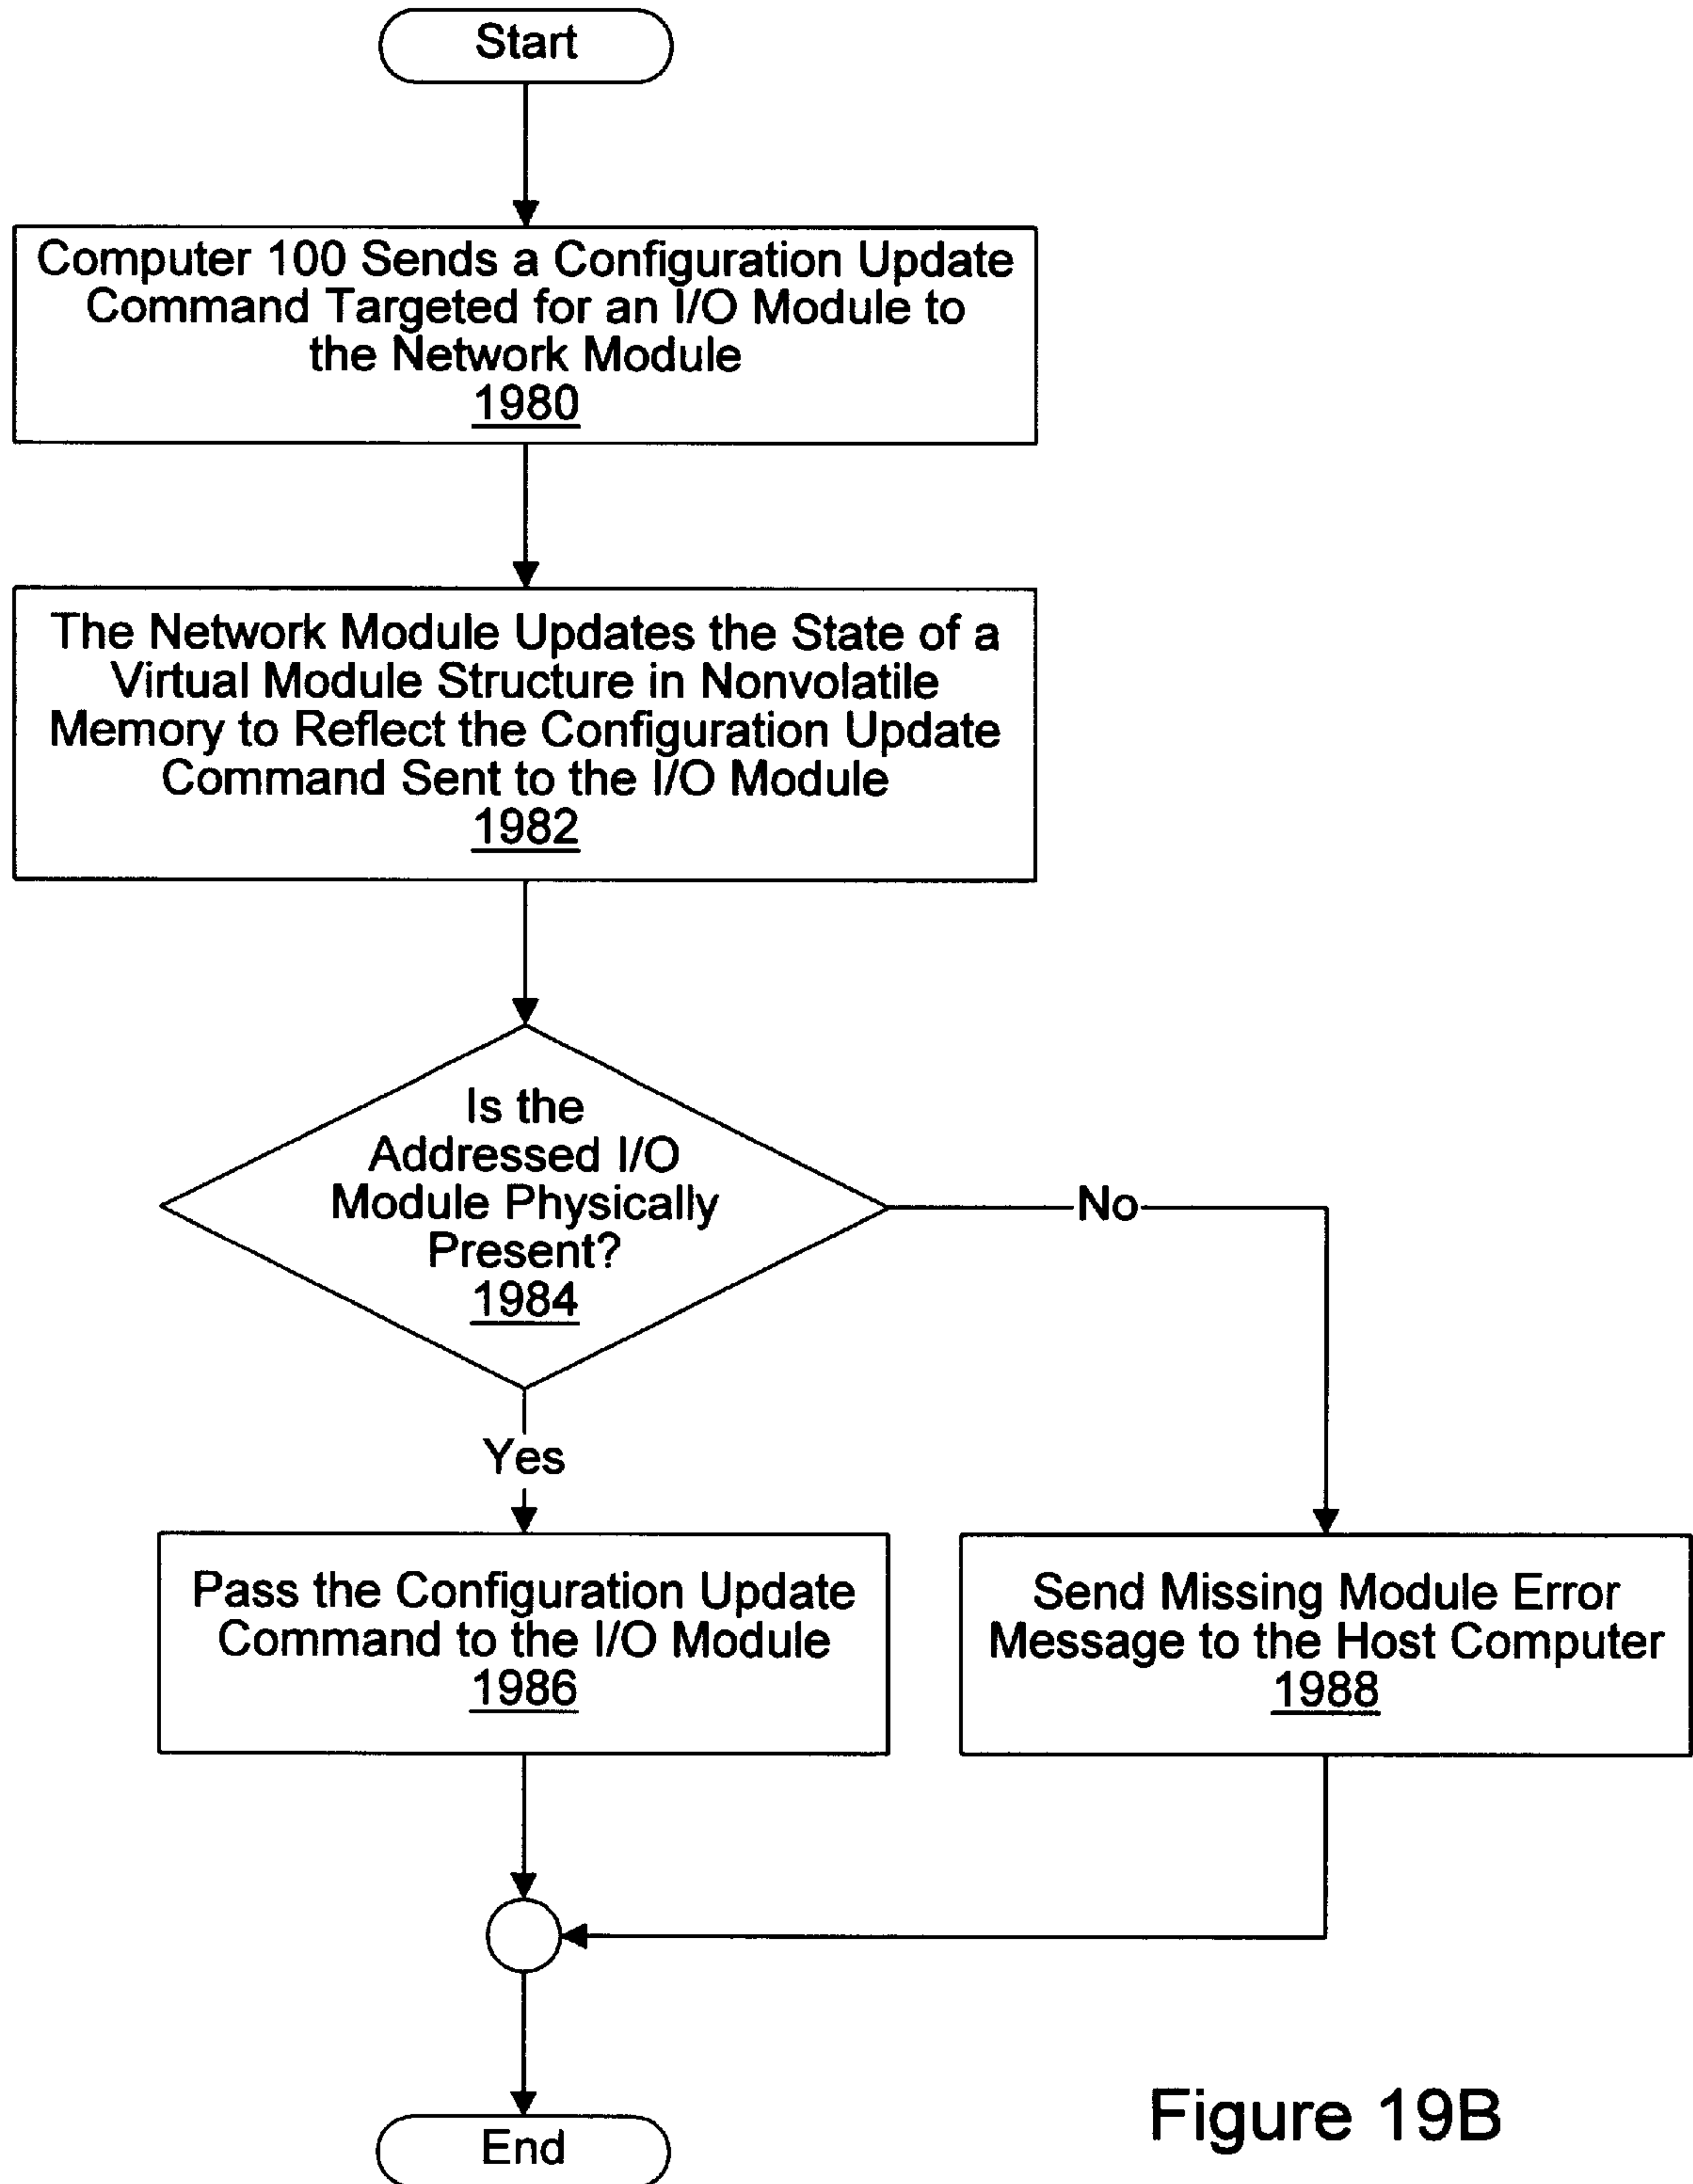 Start
Computer 100 Sends a Configuration Update
Command Targeted for an I/O Module to
the Network Module
1980
The Network Module Updates the State of a
Virtual Module Structure in Nonvolatile
Memory to Reflect the Configuration Update
Command Sent to the I/O Module
1982
Is the
Addressed I/O
Module Physically
Present?
1984
No
Yes
Pass the Configuration Update
Command to the I/O Module
1986
Send Missing Module Error
Message to the Host Computer
1988
End
Figure 19B